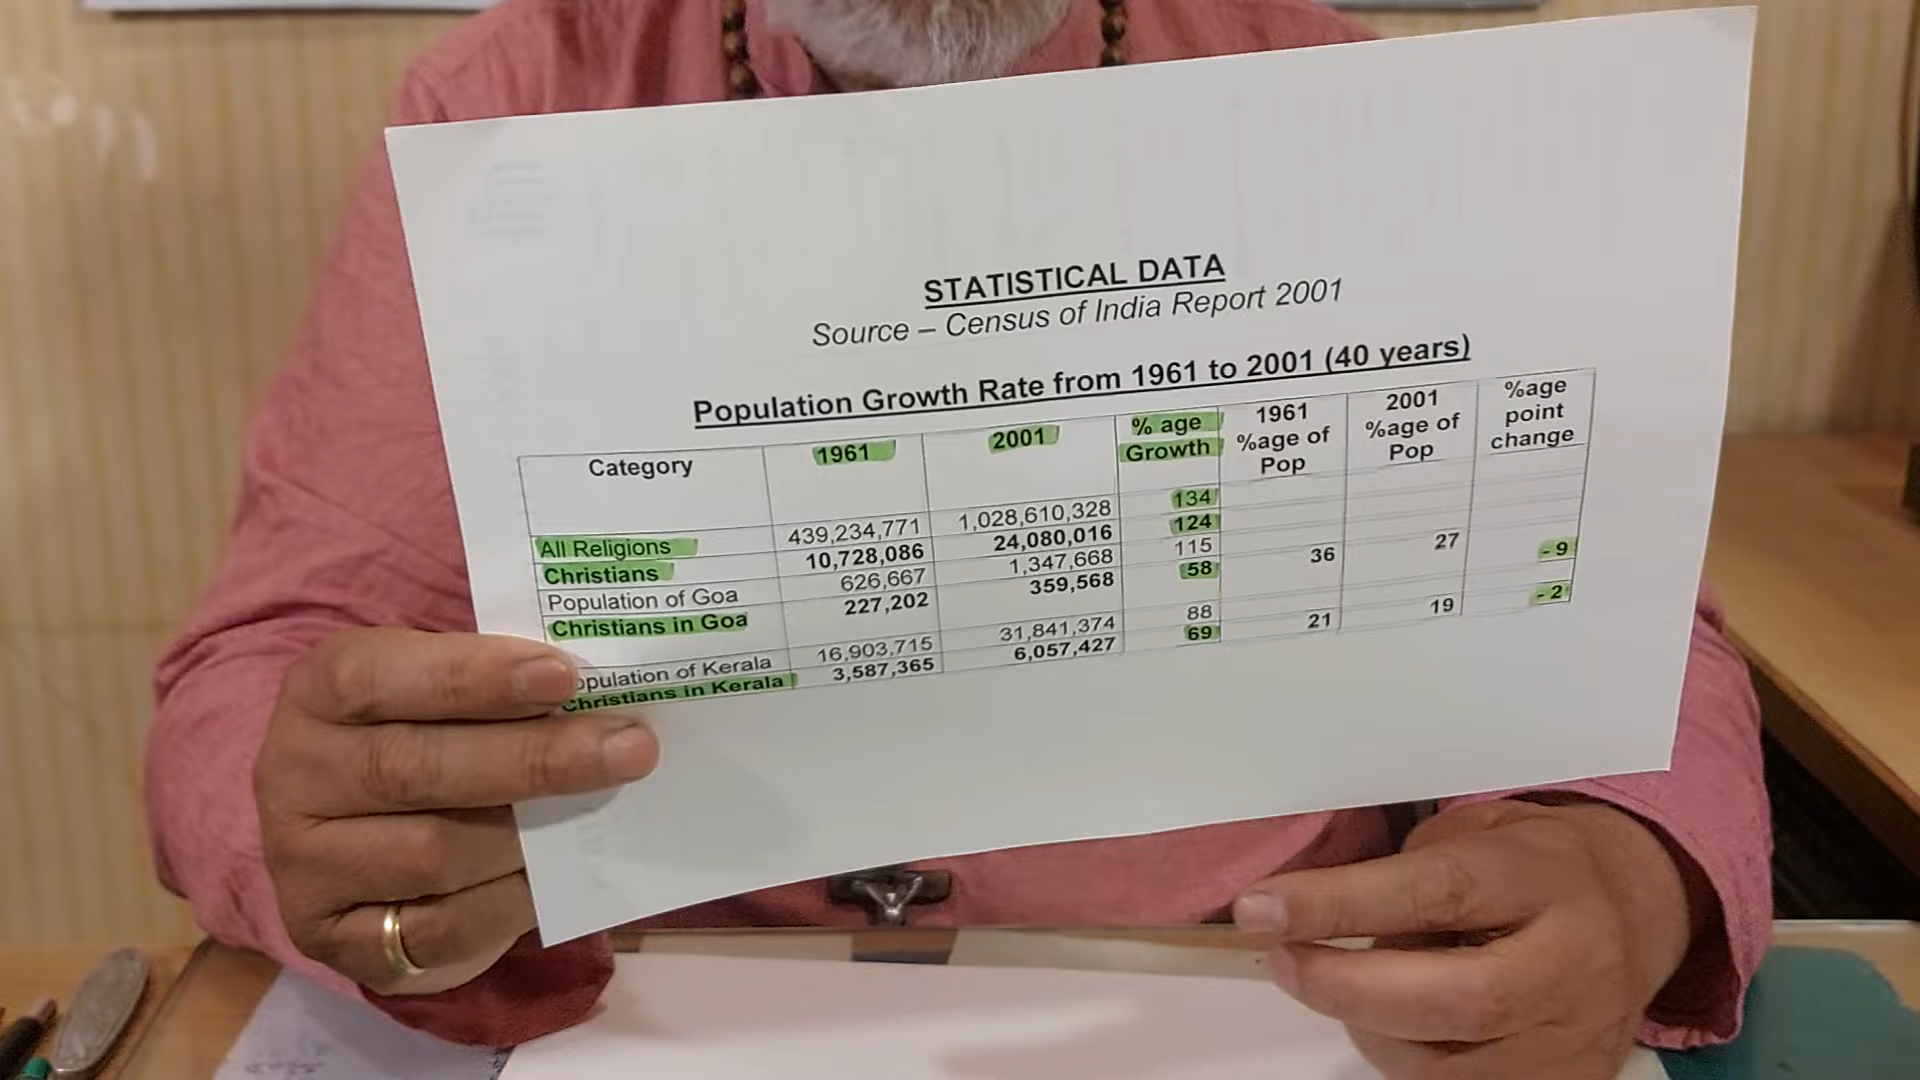 STATISTICAL DATA
Source – Census of India Report 2001
Population Growth Rate from 1961 to 2001 (40 years)
Category 1961 2001 % age Growth 1961 %age of Pop 2001 %age of Pop %age point change
All Religions 439,234,771 1,028,610,328 134
Christians 10,728,086 24,080,016 124
Population of Goa 626,667 1,347,668 115
Christians in Goa 227,202 359,568 58 36 27 - 9
opulation of Kerala 16,903,715 31,841,374 88
Christians in Kerala 3,587,365 6,057,427 69 21 19 - 2